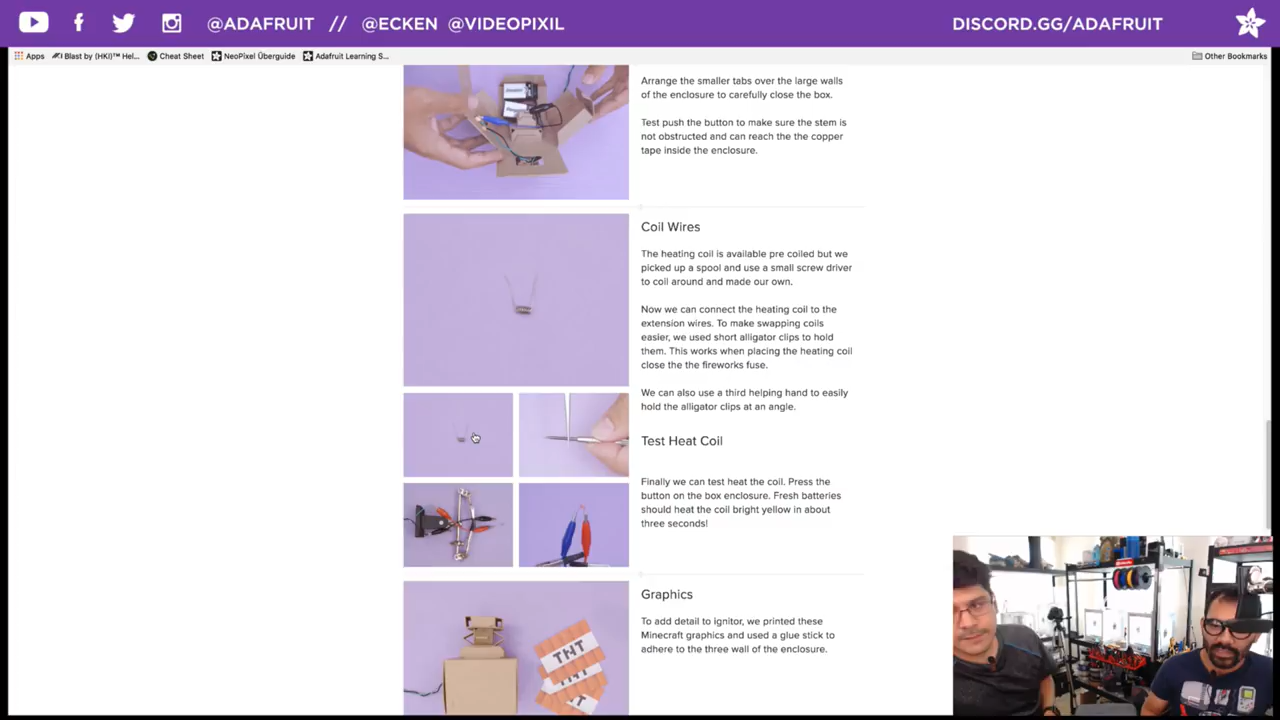 @ADAFRUIT // @ECKEN @VIDEOPIXIL
DISCORD.GG/ADAFRUIT
Apps
Blast by (HKI)™ Hel...
Cheat Sheet
NeoPixel Überguide
Adafruit Learning S...
Other Bookmarks
Arrange the smaller tabs over the large walls
of the enclosure to carefully close the box.
Test push the button to make sure the stem is
not obstructed and can reach the the copper
tape inside the enclosure.
Coil Wires
The heating coil is available pre coiled but we
picked up a spool and use a small screw driver
to coil around and made our own.
Now we can connect the heating coil to the
extension wires. To make swapping coils
easier, we used short alligator clips to hold
them. This works when placing the heating coil
close the the fireworks fuse.
We can also use a third helping hand to easily
hold the alligator clips at an angle.
Test Heat Coil
Finally we can test heat the coil. Press the
button on the box enclosure. Fresh batteries
should heat the coil bright yellow in about
three seconds!
Graphics
To add detail to ignitor, we printed these
Minecraft graphics and used a glue stick to
adhere to the three wall of the enclosure.
TNT